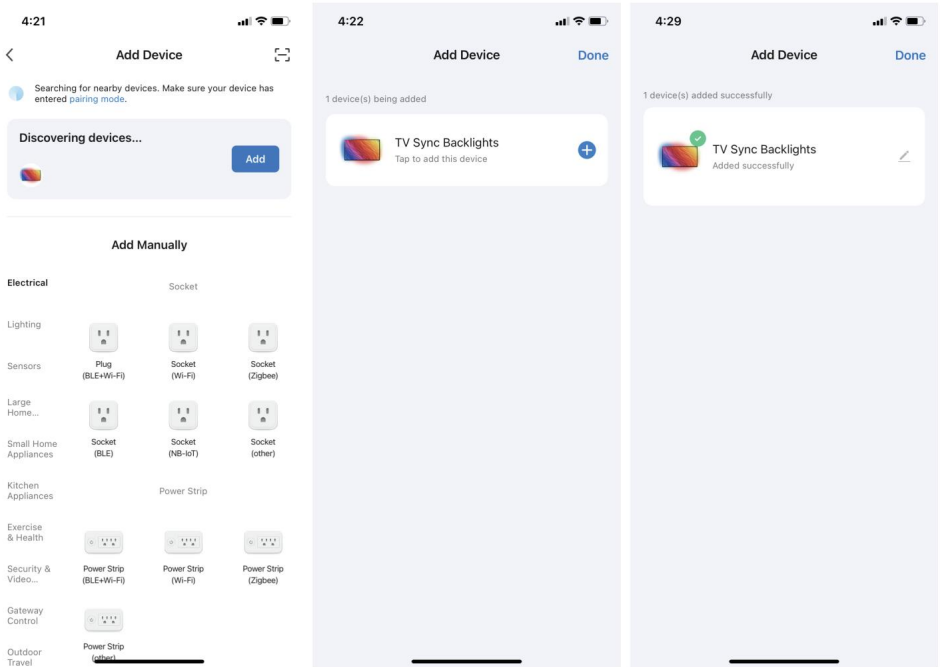 4:21
Add Device
Searching for nearby devices. Make sure your device has
entered pairing mode.
Discovering devices...
Add
Add Manually
Electrical
Socket
Lighting
Sensors
Plug
(BLE+Wi-Fi)
Socket
(Wi-Fi)
Socket
(Zigbee)
Large
Home...
Small Home
Appliances
Socket
(BLE)
Socket
(NB-IoT)
Socket
(other)
Kitchen
Appliances
Power Strip
Exercise
& Health
Security &
Video...
Power Strip
(BLE+Wi-Fi)
Power Strip
(Wi-Fi)
Power Strip
(Zigbee)
Gateway
Control
Outdoor
Travel
Power Strip
(other)
4:22
Add Device
Done
1 device(s) being added
TV Sync Backlights
Tap to add this device
4:29
Add Device
Done
1 device(s) added successfully
TV Sync Backlights
Added successfully